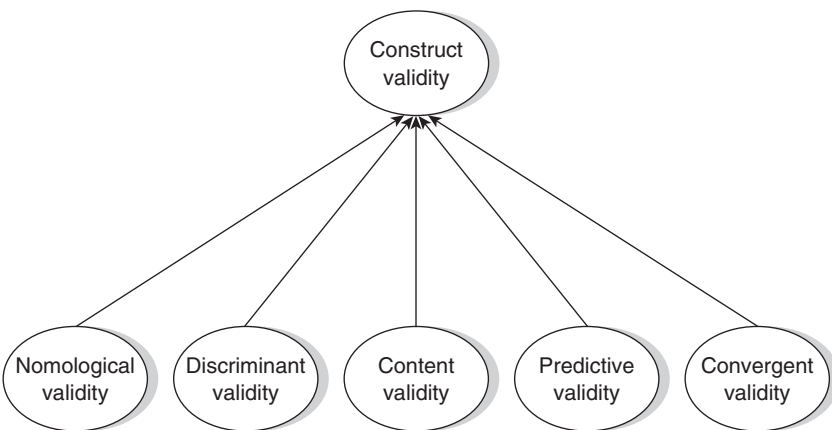 Construct
validity
Nomological
validity
Discriminant
validity
Content
validity
Predictive
validity
Convergent
validity